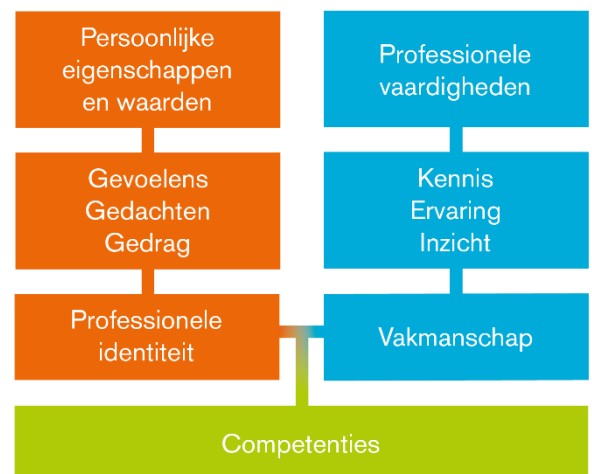 Persoonlijke
eigenschappen
en waarden
Professionele
vaardigheden
Gevoelens
Gedachten
Gedrag
Kennis
Ervaring
Inzicht
Professionele
identiteit
Vakmanschap
Competenties